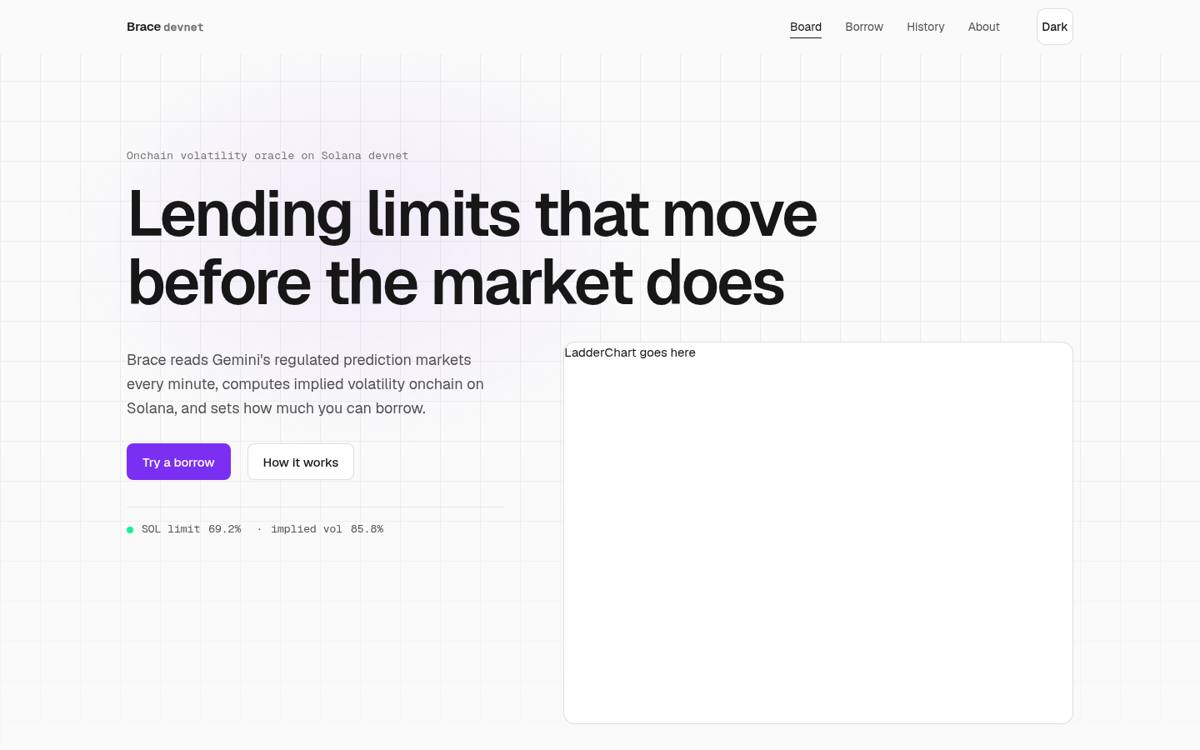 Brace devnet
Board
Borrow
History
About
Dark
Onchain volatility oracle on Solana devnet
Lending limits that move
before the market does
Brace reads Gemini's regulated prediction markets
every minute, computes implied volatility onchain on
Solana, and sets how much you can borrow.
Try a borrow
How it works
SOL limit 69.2% · implied vol 85.8%
LadderChart goes here